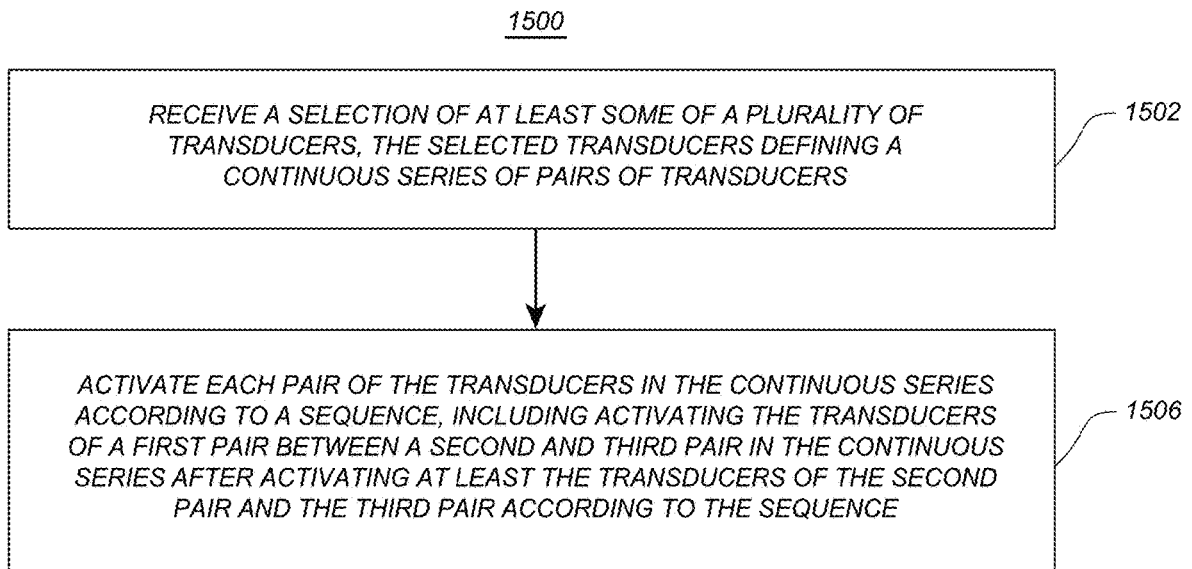 1500
RECEIVE A SELECTION OF AT LEAST SOME OF A PLURALITY OF
TRANSDUCERS, THE SELECTED TRANSDUCERS DEFINING A
CONTINUOUS SERIES OF PAIRS OF TRANSDUCERS
1502
ACTIVATE EACH PAIR OF THE TRANSDUCERS IN THE CONTINUOUS SERIES
ACCORDING TO A SEQUENCE, INCLUDING ACTIVATING THE TRANSDUCERS
OF A FIRST PAIR BETWEEN A SECOND AND THIRD PAIR IN THE CONTINUOUS
SERIES AFTER ACTIVATING AT LEAST THE TRANSDUCERS OF THE SECOND
PAIR AND THE THIRD PAIR ACCORDING TO THE SEQUENCE
1506